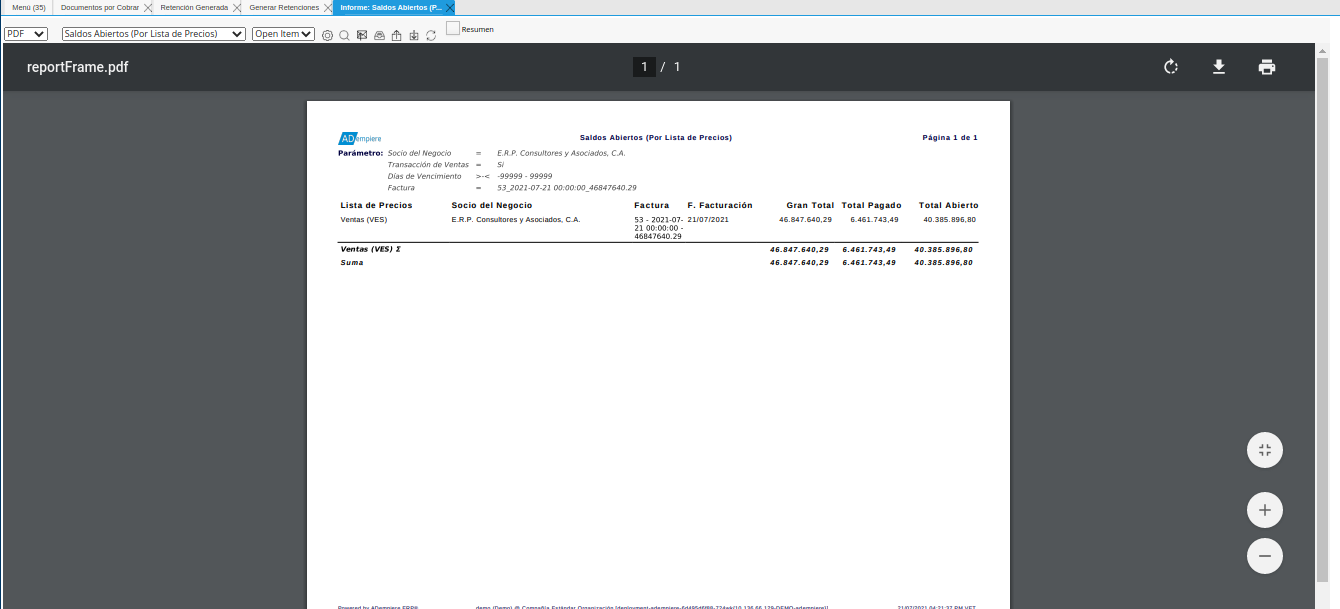 Menú (35) Documentos por Cobrar Retención Generada Generar Retenciones Informe: Saldos Abiertos (P...
PDF Saldos Abiertos (Por Lista de Precios) Open Item Resumen
reportFrame.pdf 1 / 1
ADempiere Saldos Abiertos (Por Lista de Precios) Página 1 de 1
Parámetro: Socio del Negocio = E.R.P. Consultores y Asociados, C.A.
Transacción de Ventas = Sí
Días de Vencimiento >-< -99999 - 99999
Factura = 53_2021-07-21 00:00:00_46847640.29
Lista de Precios Socio del Negocio Factura F. Facturación Gran Total Total Pagado Total Abierto
Ventas (VES) E.R.P. Consultores y Asociados, C.A. 53 - 2021-07- 21/07/2021 46.847.640,29 6.461.743,49 40.385.896,80
21 00:00:00 -
46847640.29
Ventas (VES) Σ 46.847.640,29 6.461.743,49 40.385.896,80
Suma 46.847.640,29 6.461.743,49 40.385.896,80
Powered by ADempiere ERP® demo (Demo) @ Compañía Estándar Organización 21/07/2021 04:21:37 PM VET